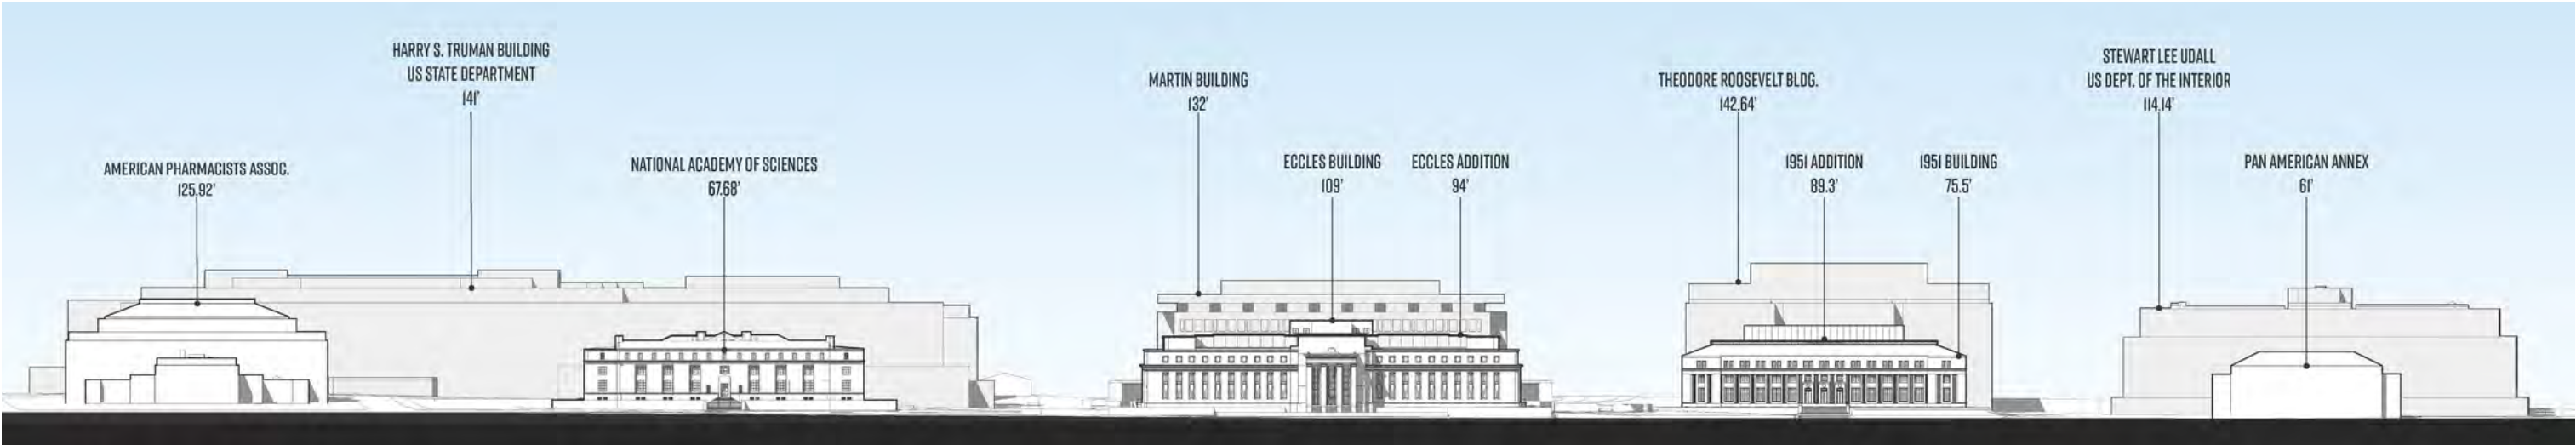 HARRY S. TRUMAN BUILDING
US STATE DEPARTMENT
141'
AMERICAN PHARMACISTS ASSOC.
125.92'
NATIONAL ACADEMY OF SCIENCES
67.68'
MARTIN BUILDING
132'
ECCLES BUILDING
109'
ECCLES ADDITION
94'
THEODORE ROOSEVELT BLDG.
142.64'
1951 ADDITION
89.3'
1951 BUILDING
75.5'
STEWART LEE UDALL
US DEPT. OF THE INTERIOR
114.14'
PAN AMERICAN ANNEX
61'